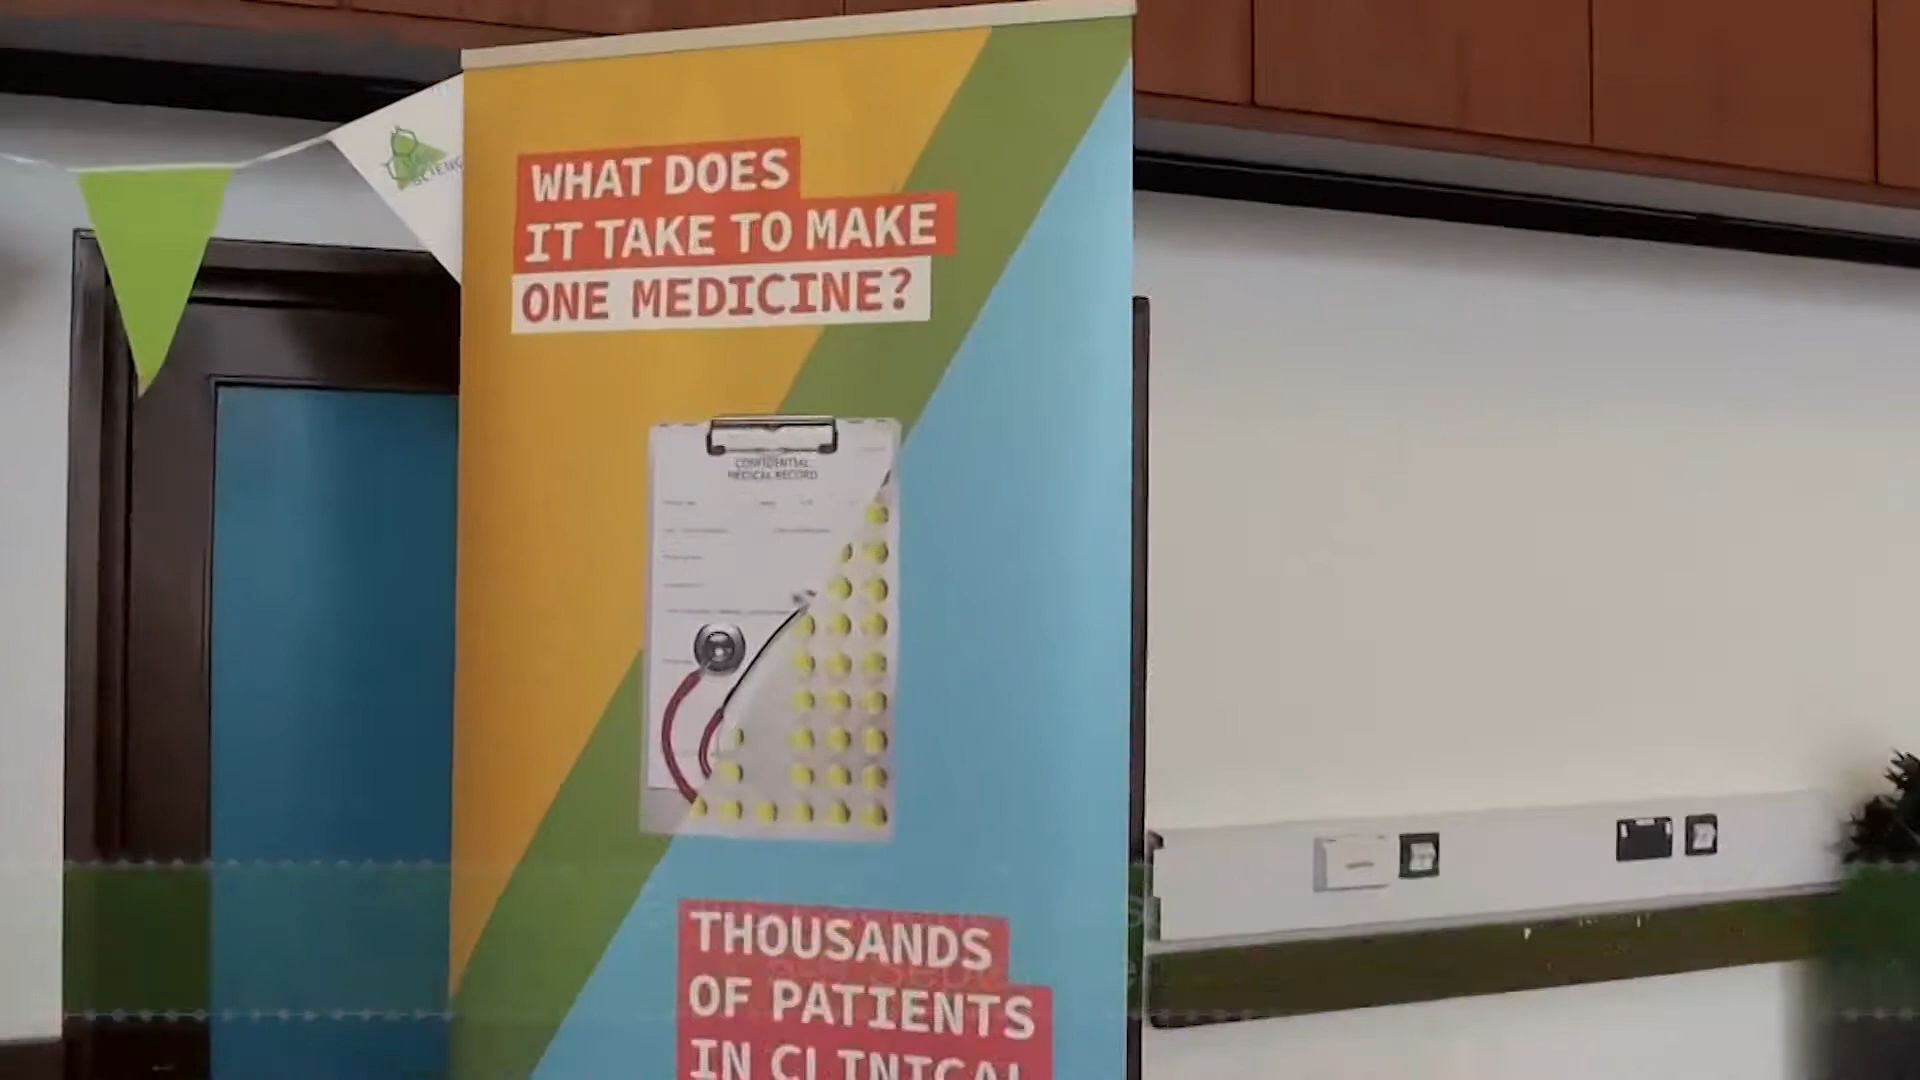 WHAT DOES
IT TAKE TO MAKE
ONE MEDICINE?
CONFIDENTIAL
MEDICAL RECORD
THOUSANDS
OF PATIENTS
IN CLINICAL